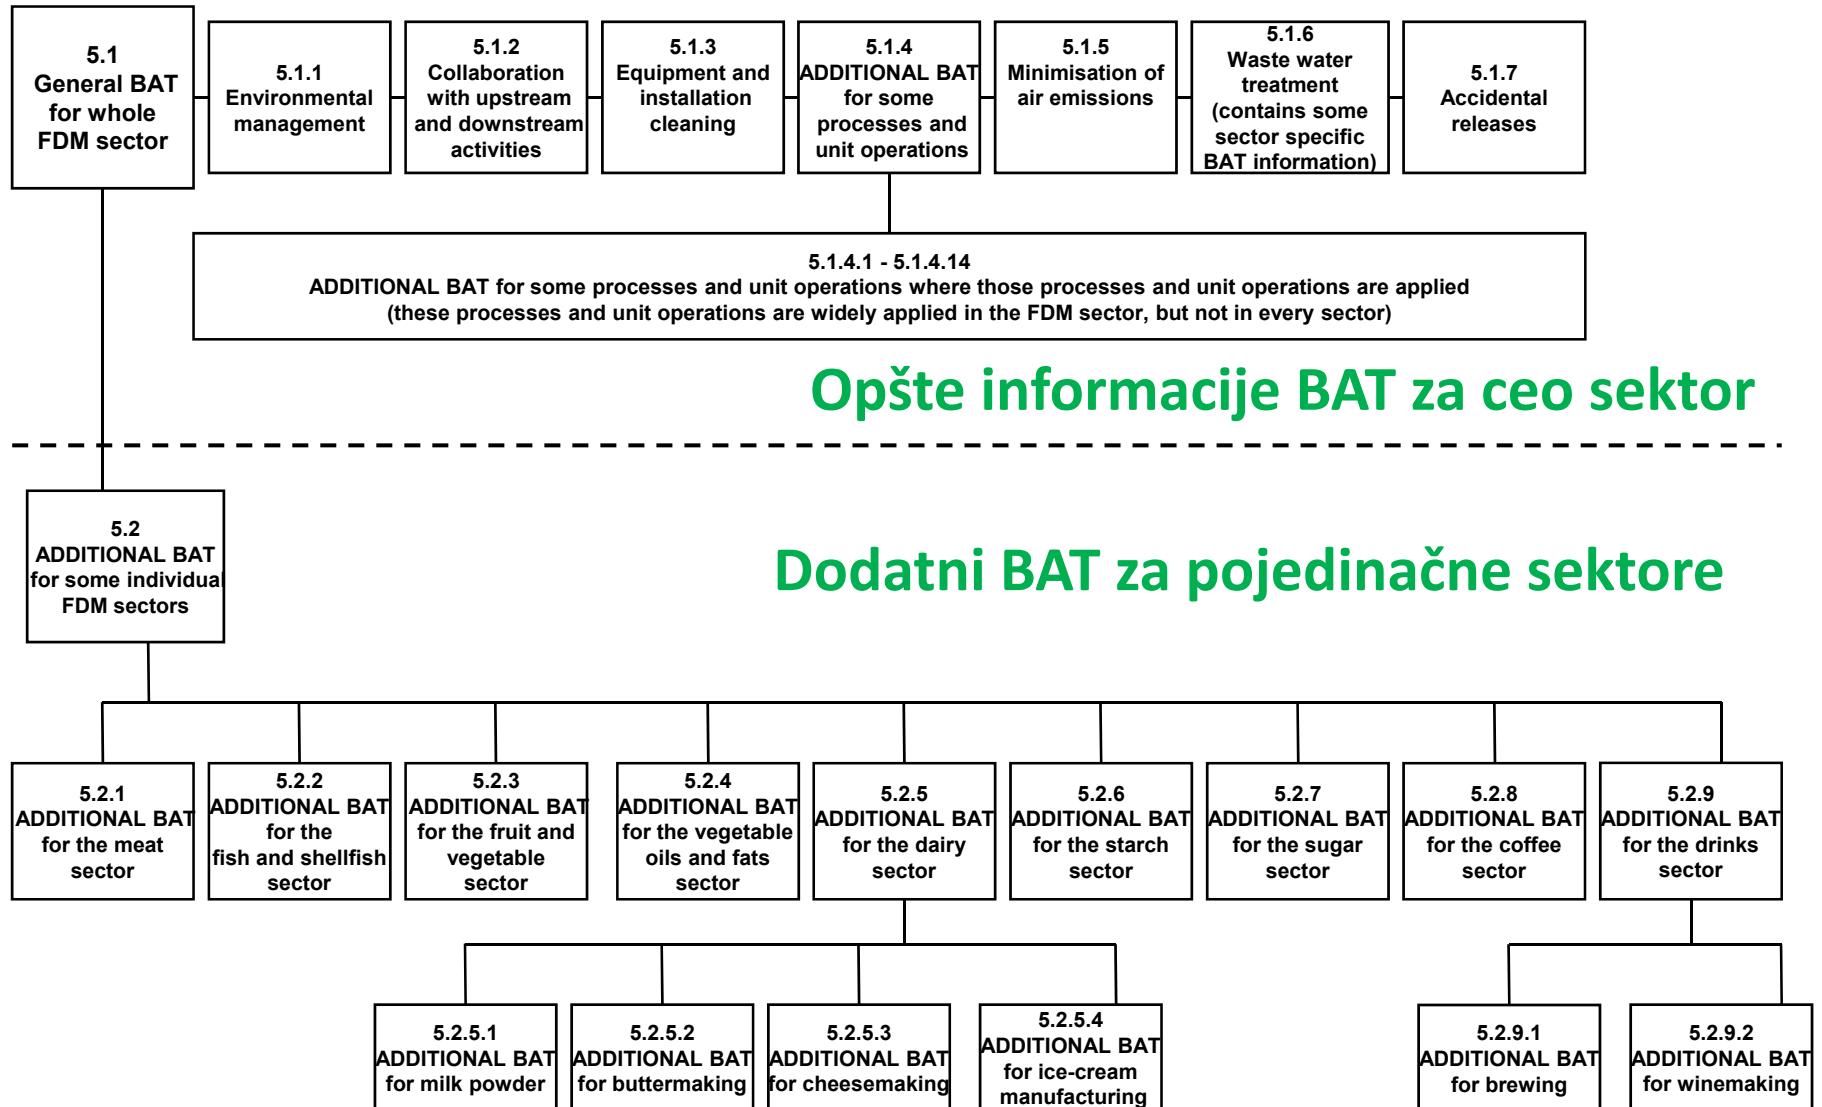 5.1
General BAT
for whole
FDM sector
5.1.1
Environmental
management
5.1.2
Collaboration
with upstream
and downstream
activities
5.1.3
Equipment and
installation
cleaning
5.1.4
ADDITIONAL BAT
for some
processes and
unit operations
5.1.5
Minimisation of
air emissions
5.1.6
Waste water
treatment
(contains some
sector specific
BAT information)
5.1.7
Accidental
releases
5.1.4.1 - 5.1.4.14
ADDITIONAL BAT for some processes and unit operations where those processes and unit operations are applied
(these processes and unit operations are widely applied in the FDM sector, but not in every sector)
Opšte informacije BAT za ceo sektor
5.2
ADDITIONAL BAT
for some individual
FDM sectors
Dodatni BAT za pojedinačne sektore
5.2.1
ADDITIONAL BAT
for the meat
sector
5.2.2
ADDITIONAL BAT
for the
fish and shellfish
sector
5.2.3
ADDITIONAL BAT
for the fruit and
vegetable
sector
5.2.4
ADDITIONAL BAT
for the vegetable
oils and fats
sector
5.2.5
ADDITIONAL BAT
for the dairy
sector
5.2.6
ADDITIONAL BAT
for the starch
sector
5.2.7
ADDITIONAL BAT
for the sugar
sector
5.2.8
ADDITIONAL BAT
for the coffee
sector
5.2.9
ADDITIONAL BAT
for the drinks
sector
5.2.5.1
ADDITIONAL BAT
for milk powder
5.2.5.2
ADDITIONAL BAT
for buttermaking
5.2.5.3
ADDITIONAL BAT
for cheesemaking
5.2.5.4
ADDITIONAL BAT
for ice-cream
manufacturing
5.2.9.1
ADDITIONAL BAT
for brewing
5.2.9.2
ADDITIONAL BAT
for winemaking